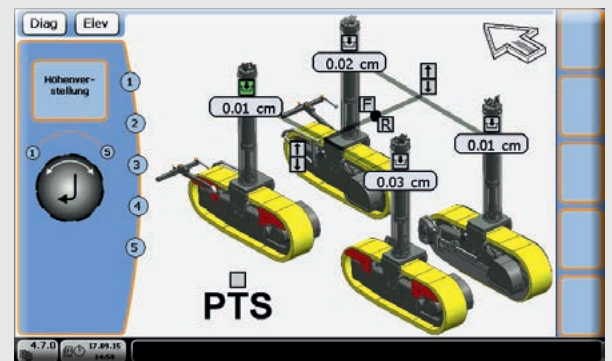 Diag Elev
Höhenver-
stellung
1
2
3
4
5
1 5
0.02 cm
0.01 cm
F
R
0.01 cm
0.03 cm
PTS
4.7.0 17.09.15